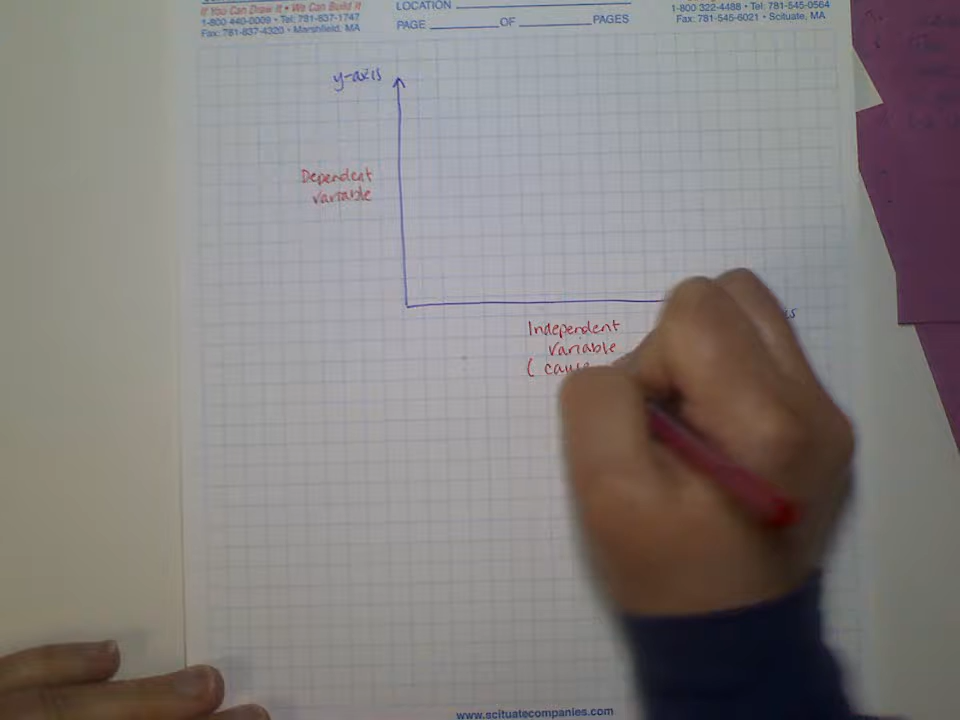 If You Can Draw It • We Can Build It
1-800 440-0009 • Tel: 781-837-1747
Fax: 781-837-4320 • Marshfield, MA
LOCATION
PAGE OF PAGES
1-800 322-4488 • Tel: 781-545-0564
Fax: 781-545-6021 • Scituate, MA
y-axis
Dependent
variable
Independent
Variable
www.scituatecompanies.com